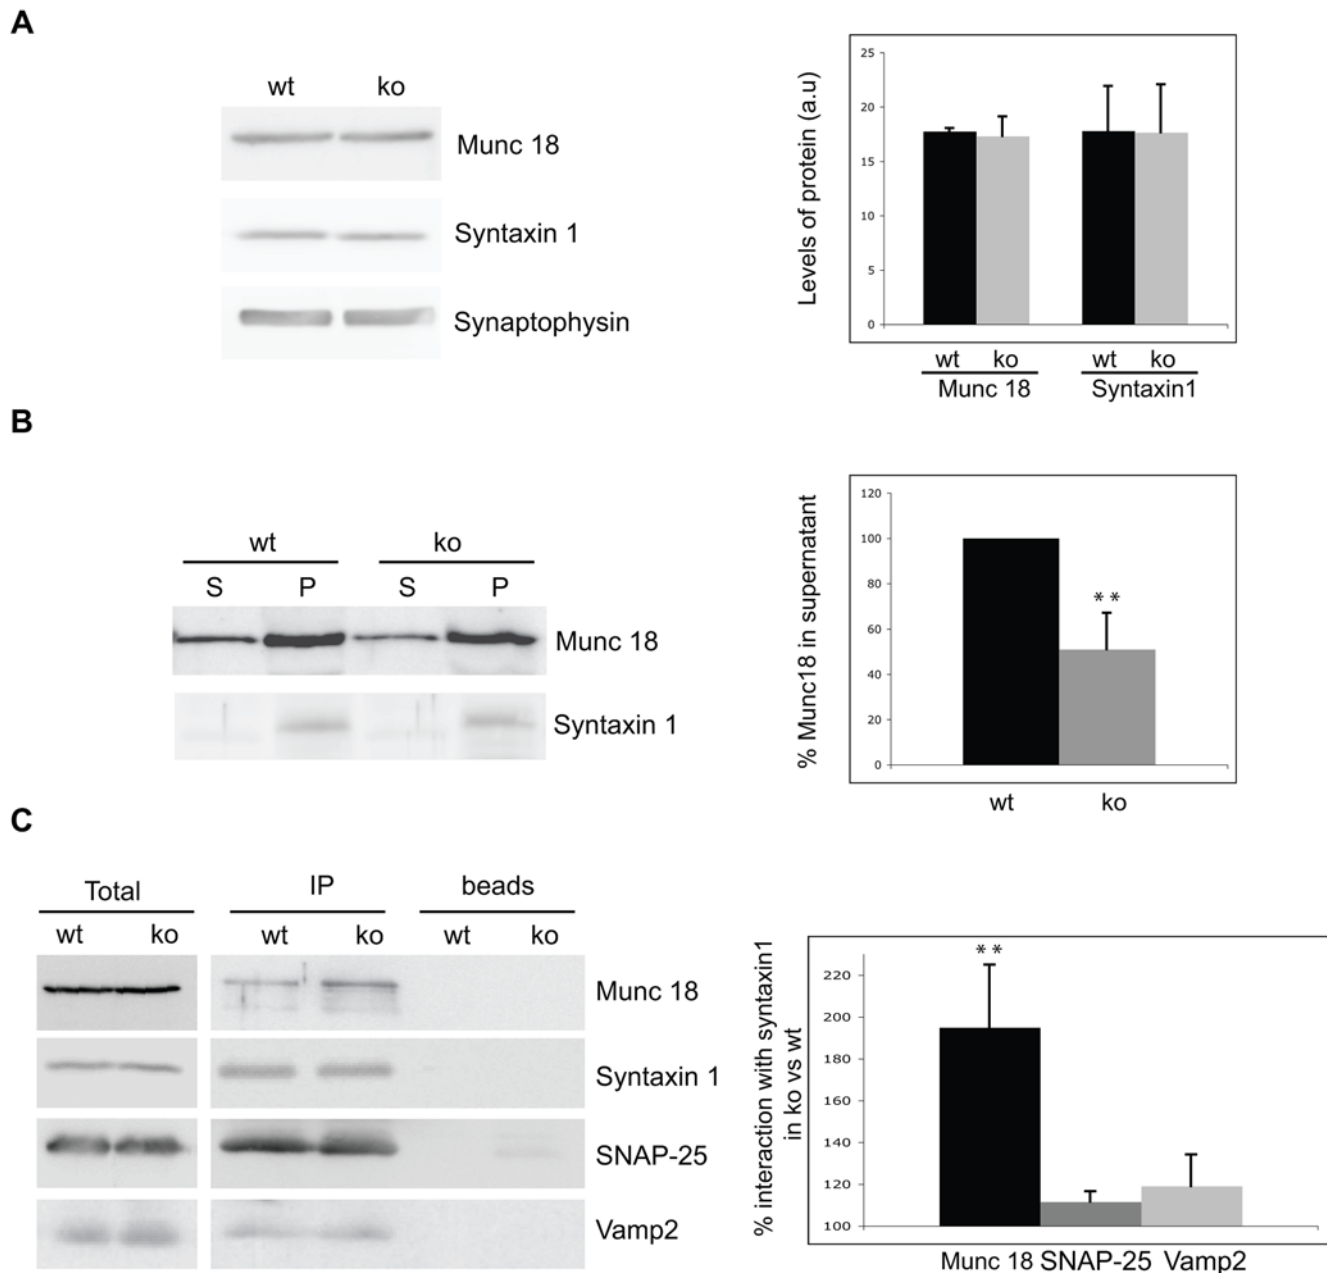 A
wt ko
Munc 18
Syntaxin 1
Synaptophysin
Levels of protein (a.u)
25
20
15
10
5
0
wt ko wt ko
Munc 18 Syntaxin1
B
wt ko
S P S P
Munc 18
Syntaxin 1
% Munc18 in supernatant
120
100
80
60
40
20
0
**
wt ko
C
Total IP beads
wt ko wt ko wt ko
Munc 18
Syntaxin 1
SNAP-25
Vamp2
% interaction with syntaxin1
in ko vs wt
**
220
200
180
160
140
120
100
Munc 18 SNAP-25 Vamp2